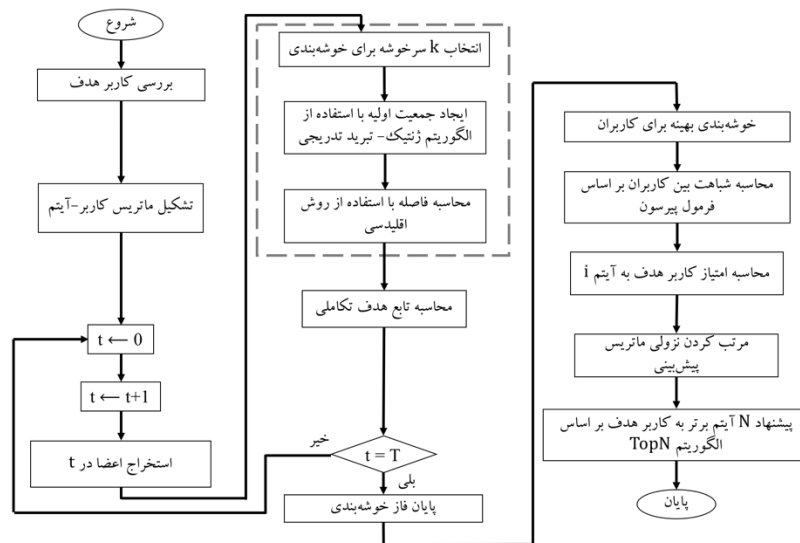 شروع
بررسی کاربر هدف
تشکیل ماتریس کاربر-آیتم
t ← 0
t ← t+1
استخراج اعضا در t
انتخاب k سرخوشه برای خوشه‌بندی
ایجاد جمعیت اولیه با استفاده از
الگوریتم ژنتیک- تبرید تدریجی
محاسبه فاصله با استفاده از روش
اقلیدسی
محاسبه تابع هدف تکاملی
t = T
خیر
بلی
پایان فاز خوشه‌بندی
خوشه‌بندی بهینه برای کاربران
محاسبه شباهت بین کاربران بر اساس
فرمول پیرسون
محاسبه امتیاز کاربر هدف به آیتم i
مرتب کردن نزولی ماتریس
پیش‌بینی
پیشنهاد N آیتم برتر به کاربر هدف بر اساس
الگوریتم TopN
پایان